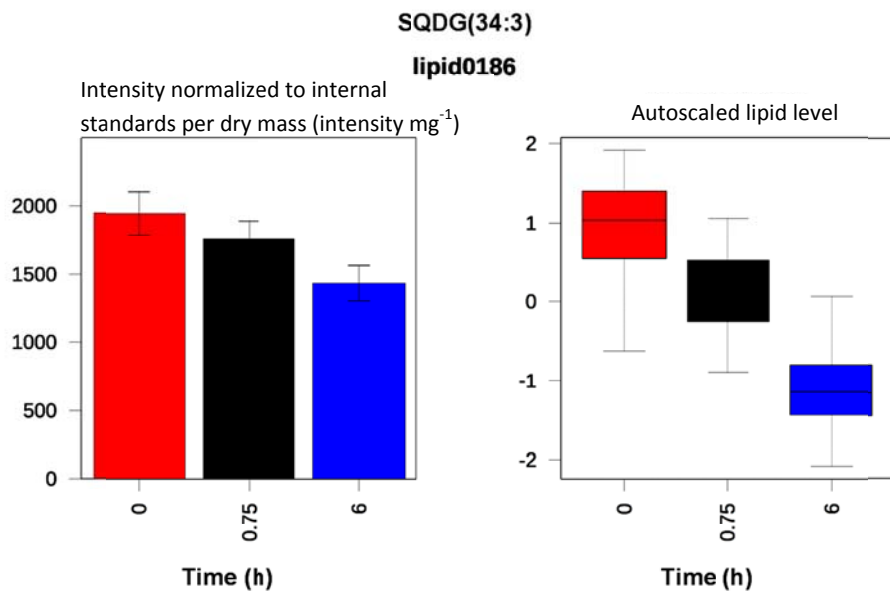 SQDG(34:3)
lipid0186
Intensity normalized to internal
standards per dry mass (intensity mg⁻¹)
2000
1500
1000
500
0
0
0.75
6
Time (h)
Autoscaled lipid level
2
1
0
-1
-2
0
0.75
6
Time (h)